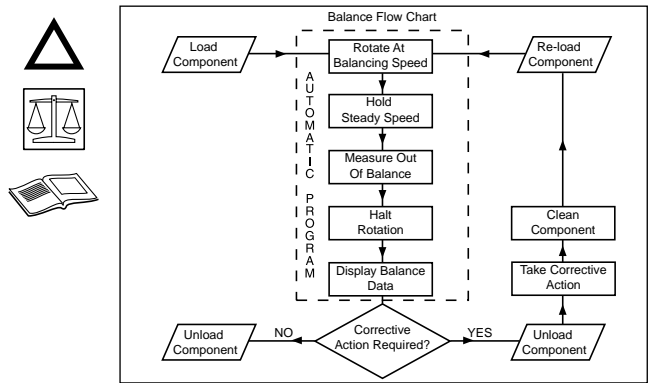 Balance Flow Chart
Load
Component
Rotate At
Balancing Speed
Re-load
Component
AUTOMATIC PROGRAM
Hold
Steady Speed
Measure Out
Of Balance
Halt
Rotation
Clean
Component
Display Balance
Data
Take Corrective
Action
Unload
Component
NO
Corrective
Action Required?
YES
Unload
Component